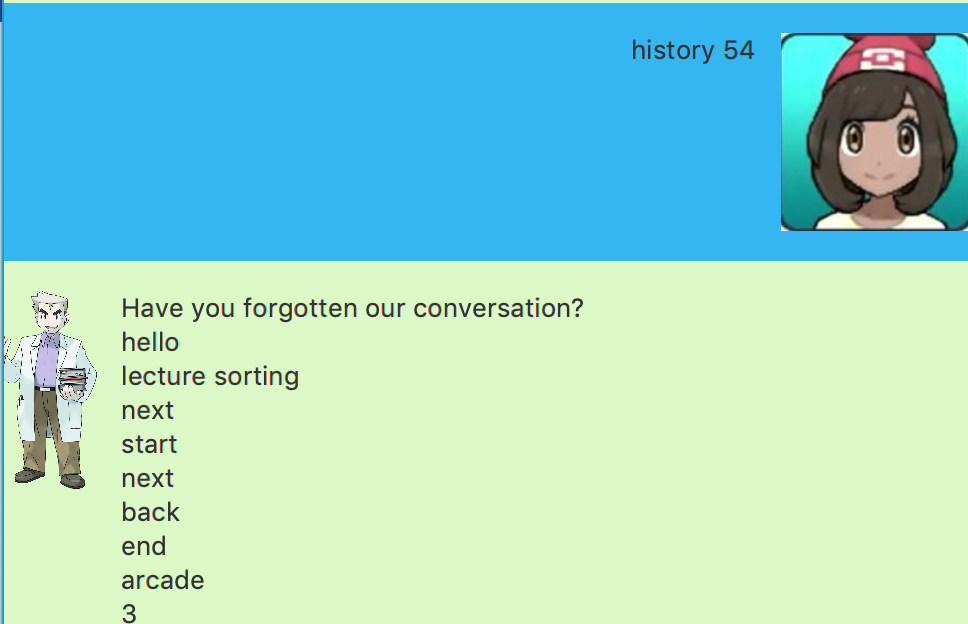 history 54
Have you forgotten our conversation?
hello
lecture sorting
next
start
next
back
end
arcade
3